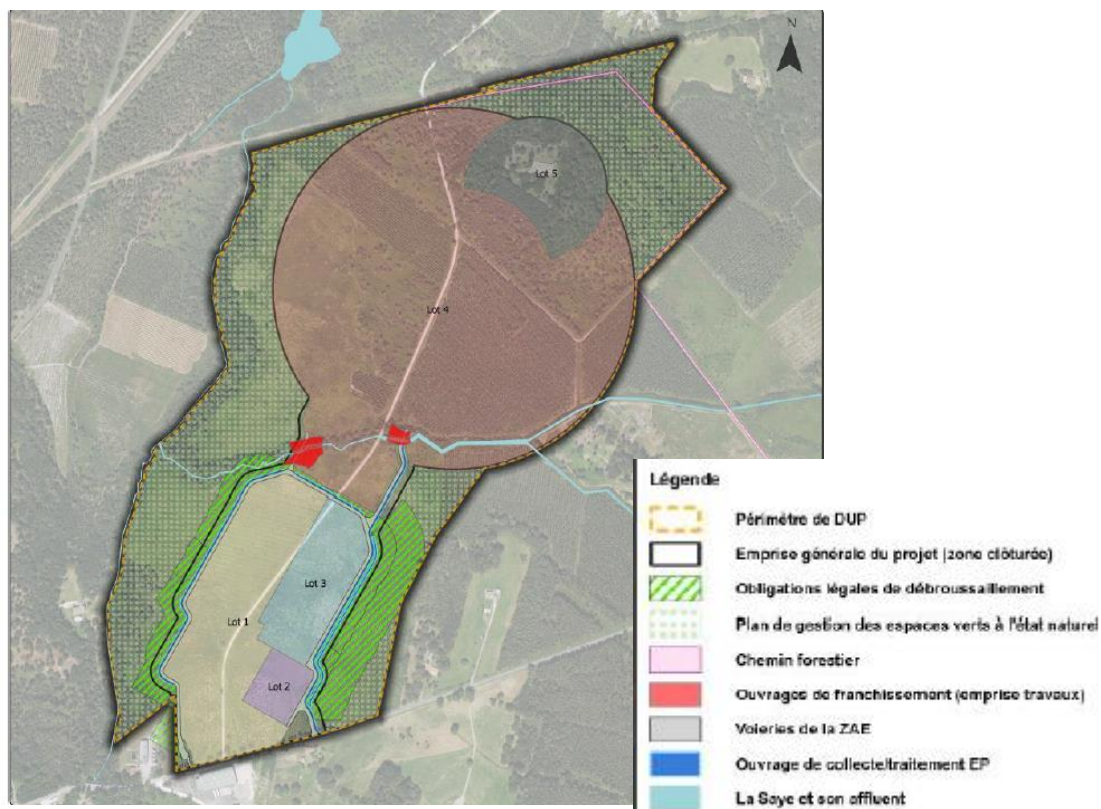 N
Lot 5
Lot 4
Lot 3
Lot 1
Lot 2
Légende
Périmètre de DUP
Emprise générale du projet (zone clôturée)
Obligations légales de débroussaillement
Plan de gestion des espaces verts à l'état naturel
Chemin forestier
Ouvrages de franchissement (emprise travaux)
Voieries de la ZAE
Ouvrage de collecte/traitement EP
La Saye et son affluent